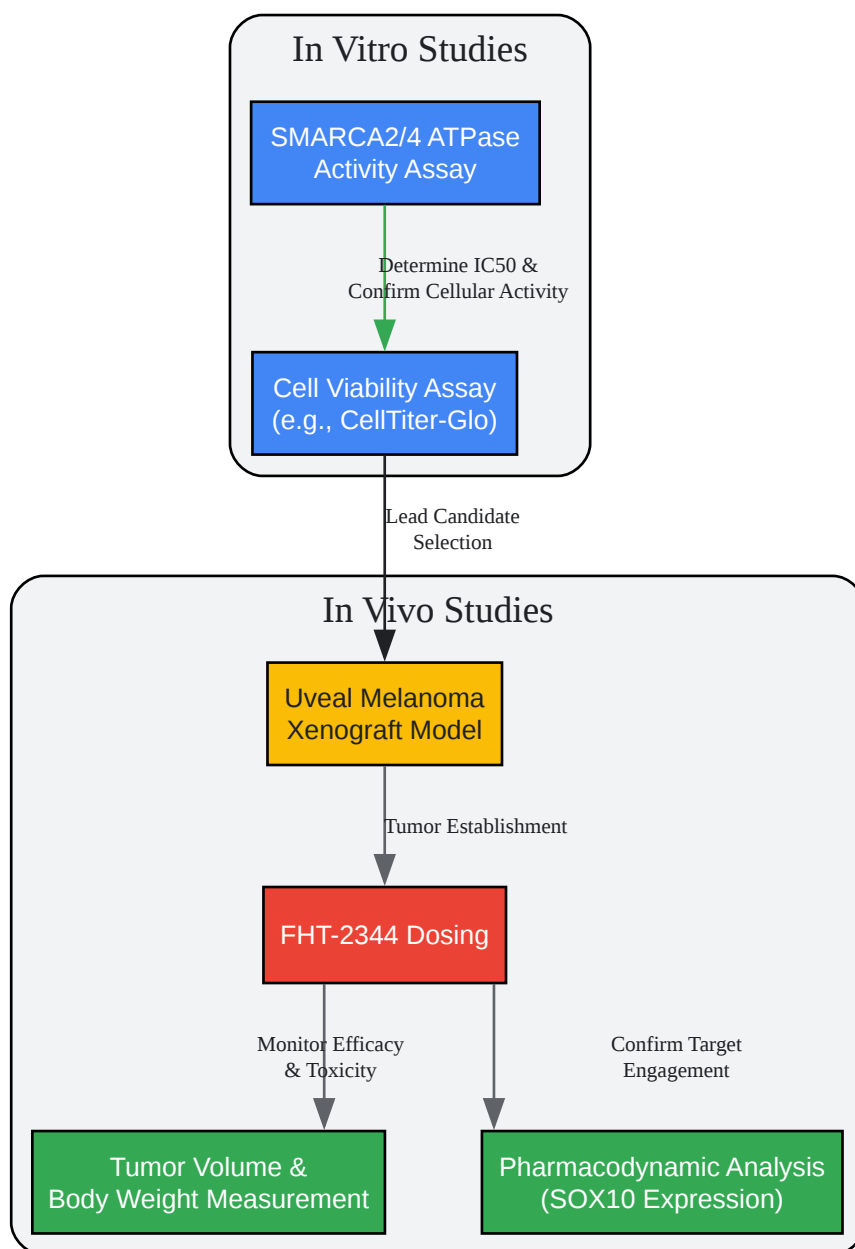 In Vitro Studies
SMARCA2/4 ATPase
Activity Assay
Determine IC50 &
Confirm Cellular Activity
Cell Viability Assay
(e.g., CellTiter-Glo)
Lead Candidate
Selection
In Vivo Studies
Uveal Melanoma
Xenograft Model
Tumor Establishment
FHT-2344 Dosing
Monitor Efficacy
& Toxicity
Confirm Target
Engagement
Tumor Volume &
Body Weight Measurement
Pharmacodynamic Analysis
(SOX10 Expression)